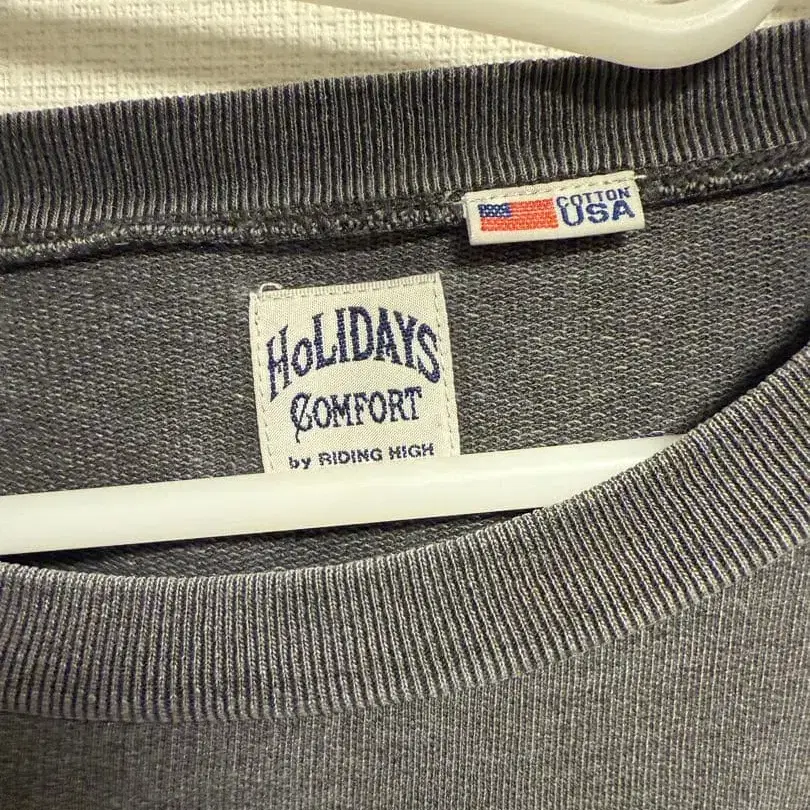 COTTON
USA
HoLIDAYS
COMFORT
by RIDING HIGH